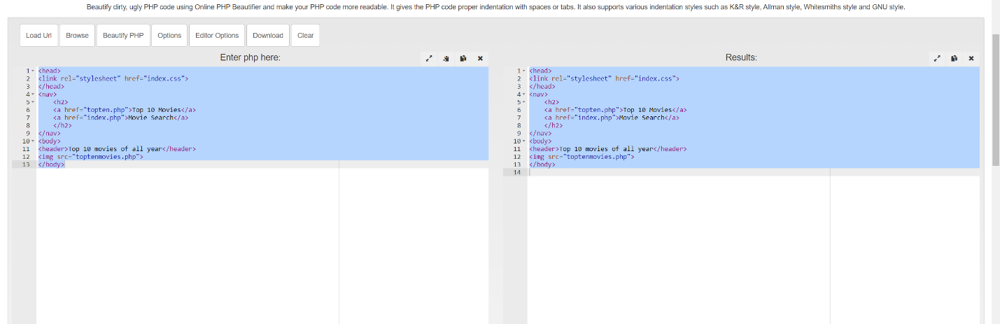 Beautify dirty, ugly PHP code using Online PHP Beautifier and make your PHP code more readable. It gives the PHP code proper indentation with spaces or tabs. It also supports various indentation styles such as K&R style, Allman style, Whitesmiths style and GNU style.
Load Url Browse Beautify PHP Options Editor Options Download Clear
Enter php here:
1 <head>
2 <link rel="stylesheet" href="index.css">
3 </head>
4 <nav>
5     <h2>
6     <a href="topten.php">Top 10 Movies</a>
7     <a href="index.php">Movie Search</a>
8     </h2>
9 </nav>
10 <body>
11 <header>Top 10 movies of all year</header>
12 <img src="toptenmovies.php">
13 </body>
Results:
1 <head>
2 <link rel="stylesheet" href="index.css">
3 </head>
4 <nav>
5     <h2>
6     <a href="topten.php">Top 10 Movies</a>
7     <a href="index.php">Movie Search</a>
8     </h2>
9 </nav>
10 <body>
11 <header>Top 10 movies of all year</header>
12 <img src="toptenmovies.php">
13 </body>
14